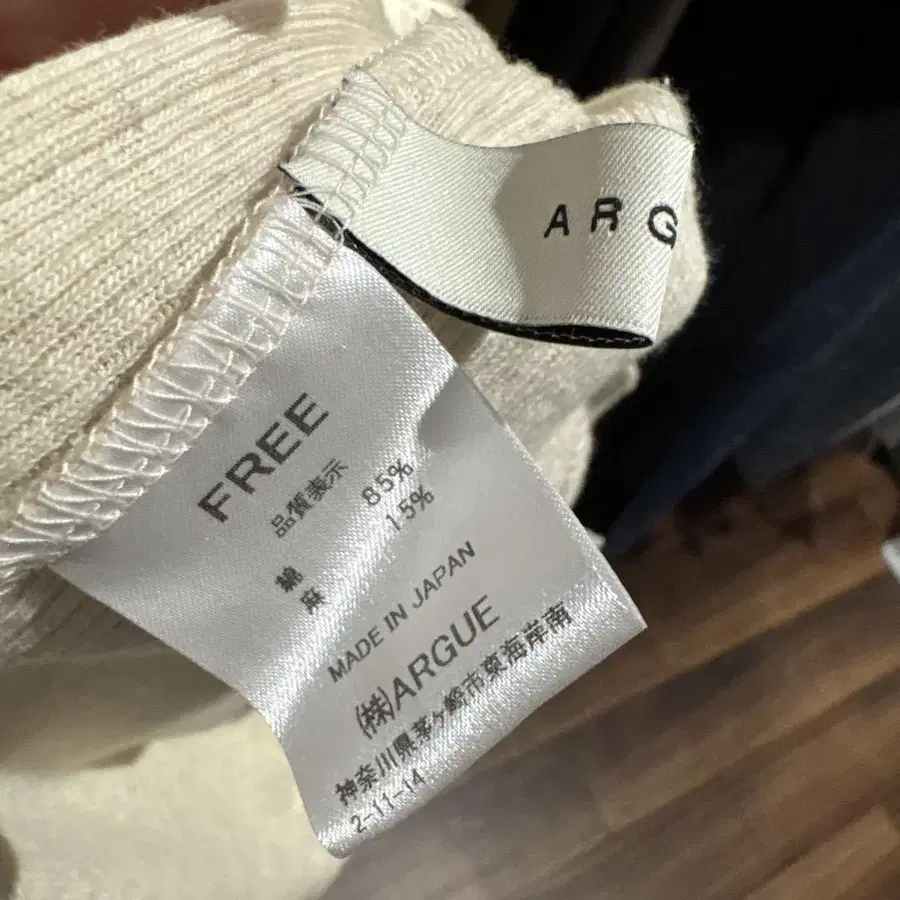 ARG
FREE
品質表示
綿 85%
麻 15%
MADE IN JAPAN
㈱ARGUE
神奈川県茅ヶ崎市東海岸南
2-11-14